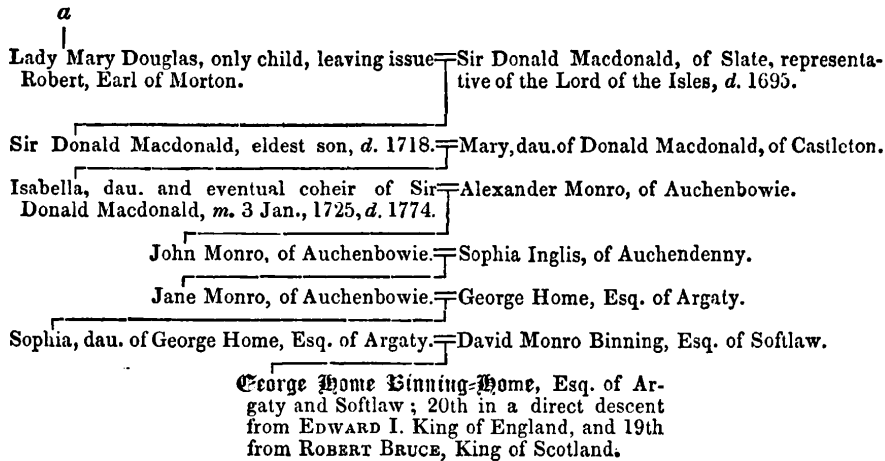 a
Lady Mary Douglas, only child, leaving issue Sir Donald Macdonald, of Slate, representa-
Robert, Earl of Morton. tive of the Lord of the Isles, d. 1695.
Sir Donald Macdonald, eldest son, d. 1718. Mary, dau. of Donald Macdonald, of Castleton.
Isabella, dau. and eventual coheir of Sir Alexander Monro, of Auchenbowie.
Donald Macdonald, m. 3 Jan., 1725, d. 1774.
John Monro, of Auchenbowie. Sophia Inglis, of Auchendenny.
Jane Monro, of Auchenbowie. George Home, Esq. of Argaty.
Sophia, dau. of George Home, Esq. of Argaty. David Monro Binning, Esq. of Softlaw.
George Home Binning-Home, Esq. of Ar-
gaty and Softlaw; 20th in a direct descent
from EDWARD I. King of England, and 19th
from ROBERT BRUCE, King of Scotland.